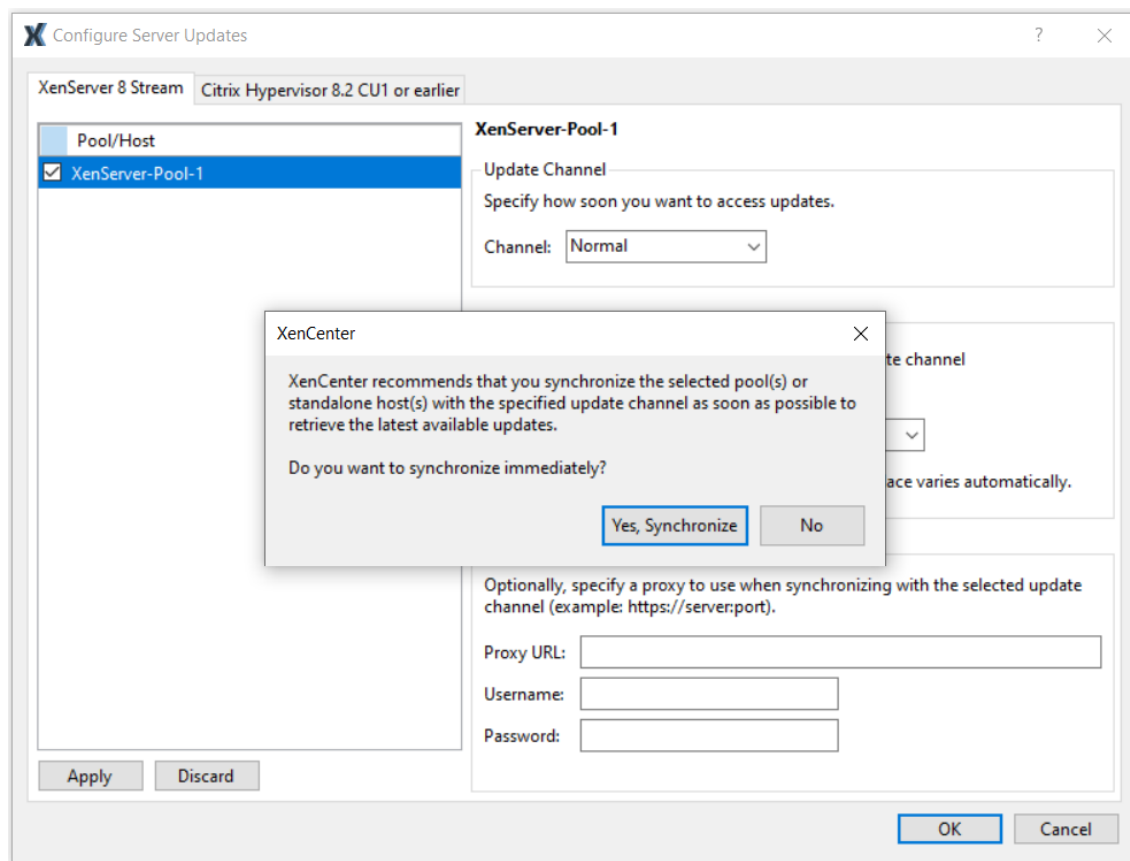 Configure Server Updates
?
XenServer 8 Stream
Citrix Hypervisor 8.2 CU1 or earlier
Pool/Host
XenServer-Pool-1
XenServer-Pool-1
Update Channel
Specify how soon you want to access updates.
Channel: Normal
te channel
ace varies automatically.
XenCenter
XenCenter recommends that you synchronize the selected pool(s) or
standalone host(s) with the specified update channel as soon as possible to
retrieve the latest available updates.
Do you want to synchronize immediately?
Yes, Synchronize
No
Optionally, specify a proxy to use when synchronizing with the selected update
channel (example: https://server:port).
Proxy URL:
Username:
Password:
Apply
Discard
OK
Cancel